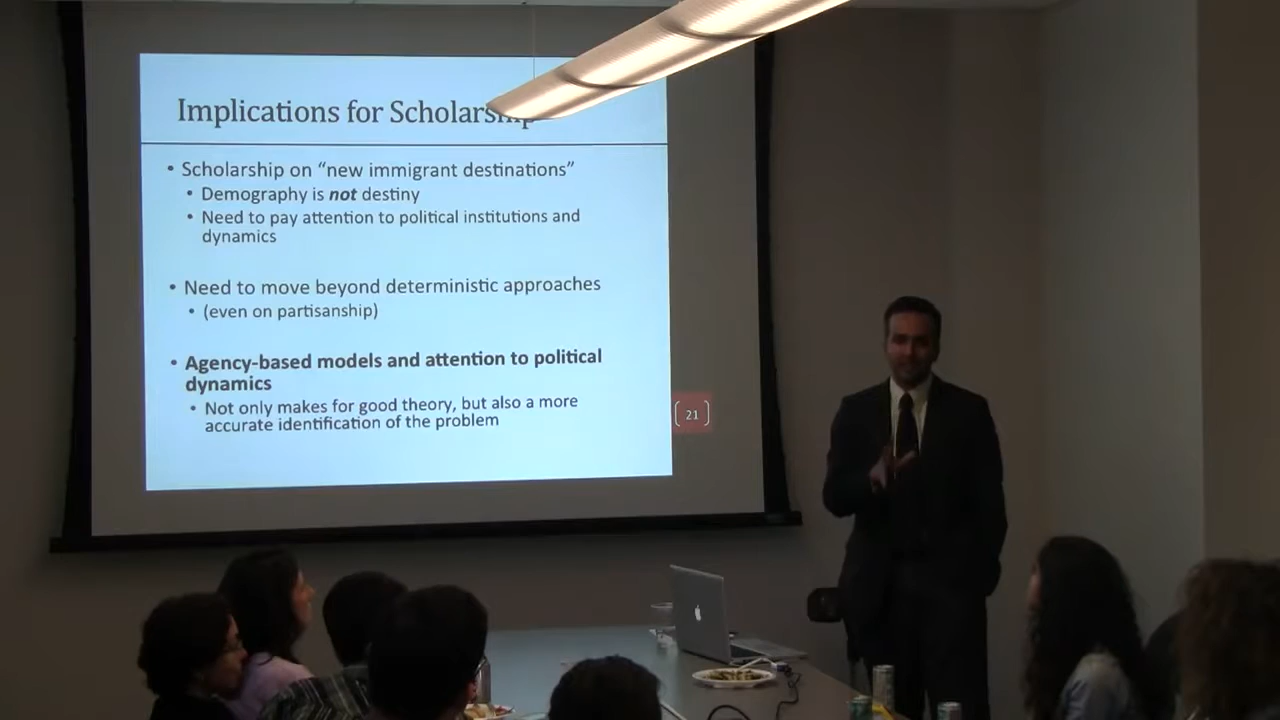 Implications for Scholarship
• Scholarship on “new immigrant destinations”
• Demography is not destiny
• Need to pay attention to political institutions and
dynamics
• Need to move beyond deterministic approaches
• (even on partisanship)
• Agency-based models and attention to political
dynamics
• Not only makes for good theory, but also a more
accurate identification of the problem
21